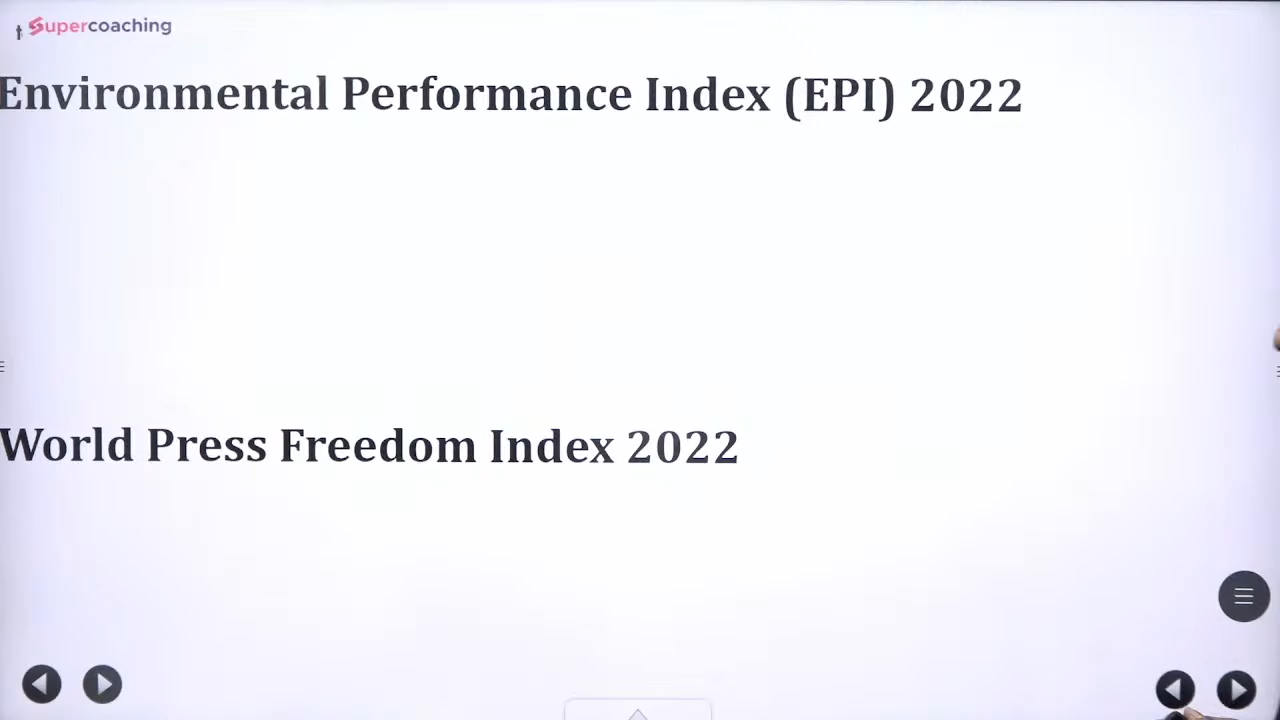 Supercoaching
Environmental Performance Index (EPI) 2022
World Press Freedom Index 2022